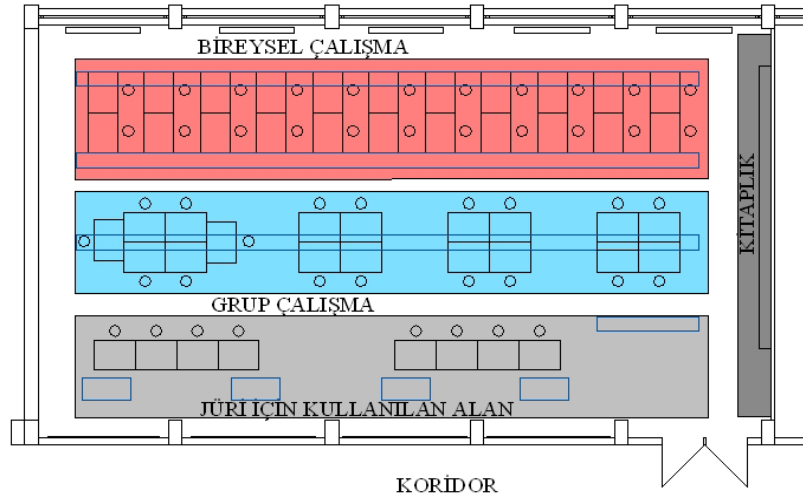 BİREYSEL ÇALIŞMA
KİTAPLIK
GRUP ÇALIŞMA
JÜRİ İÇİN KULLANILAN ALAN
KORİDOR